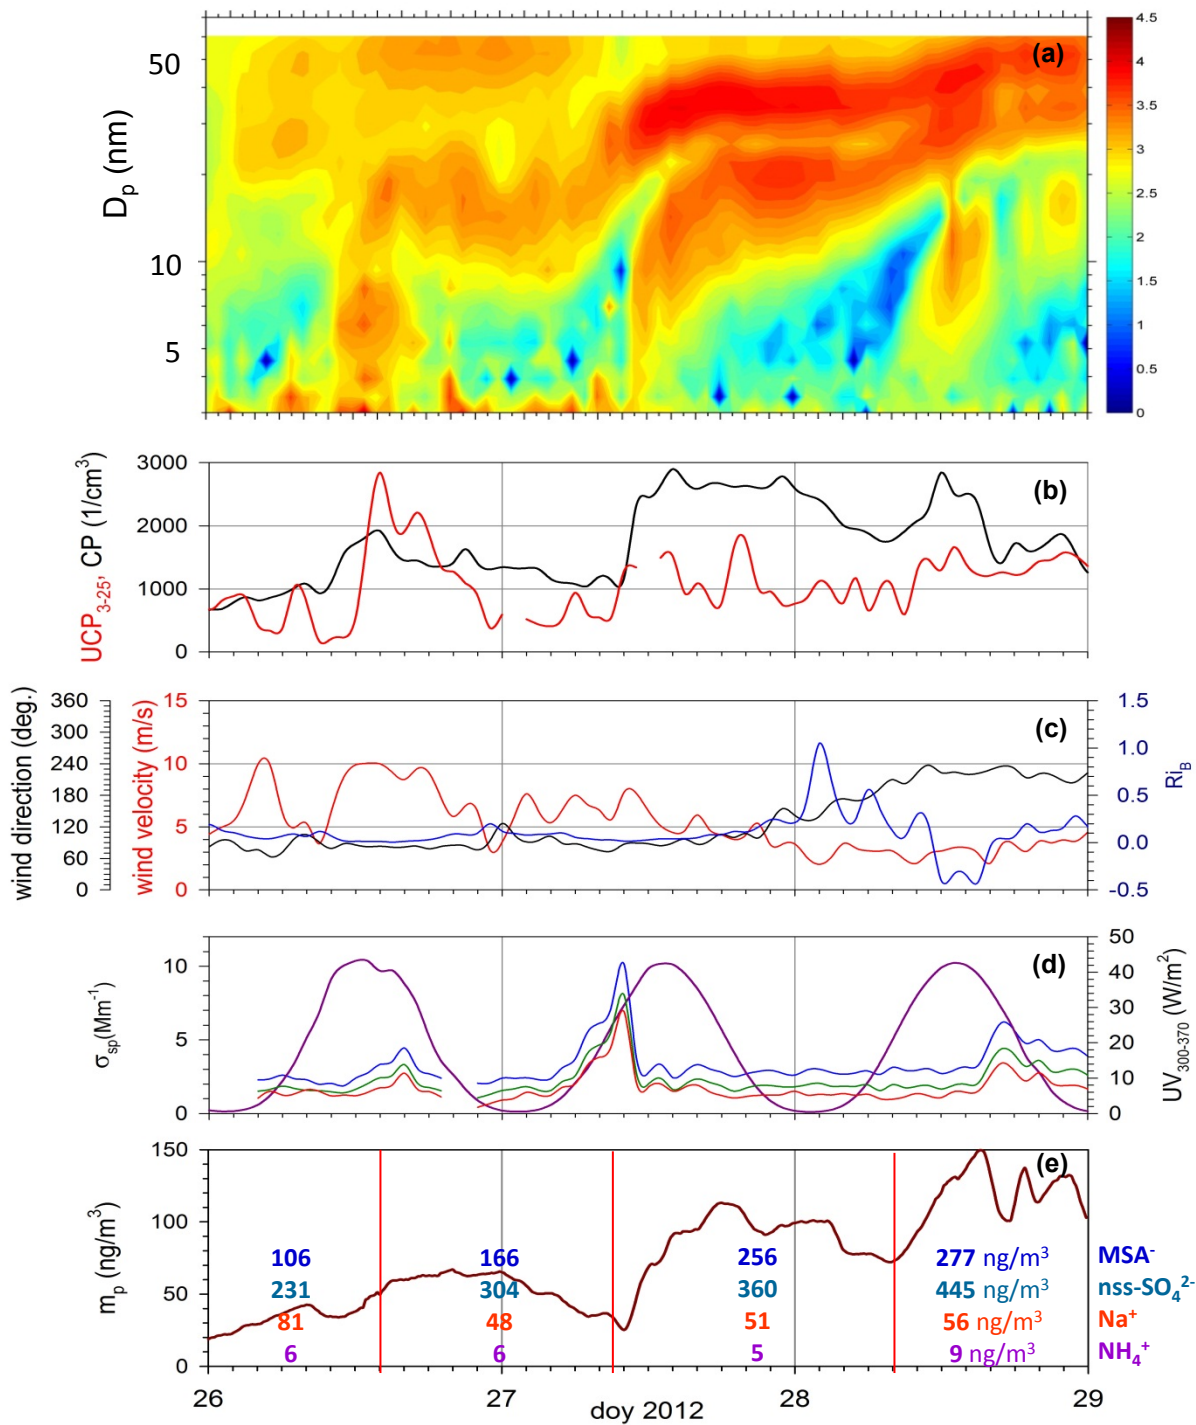 (a)
50
10
5
Dp (nm)
4.5
4
3.5
3
2.5
2
1.5
1
0.5
0
(b)
3000
2000
1000
0
UCP3-25, CP (1/cm³)
(c)
360
300
240
180
120
60
0
wind direction (deg.)
15
10
5
0
wind velocity (m/s)
1.5
1.0
0.5
0.0
-0.5
RiB
(d)
10
5
0
σsp(Mm⁻¹)
50
40
30
20
10
0
UV300-370 (W/m²)
(e)
150
100
50
0
mp (ng/m³)
106 166 256 277 ng/m³ MSA⁻
231 304 360 445 ng/m³ nss-SO₄²⁻
81 48 51 56 ng/m³ Na⁺
6 6 5 9 ng/m³ NH₄⁺
26 27 28 29
doy 2012